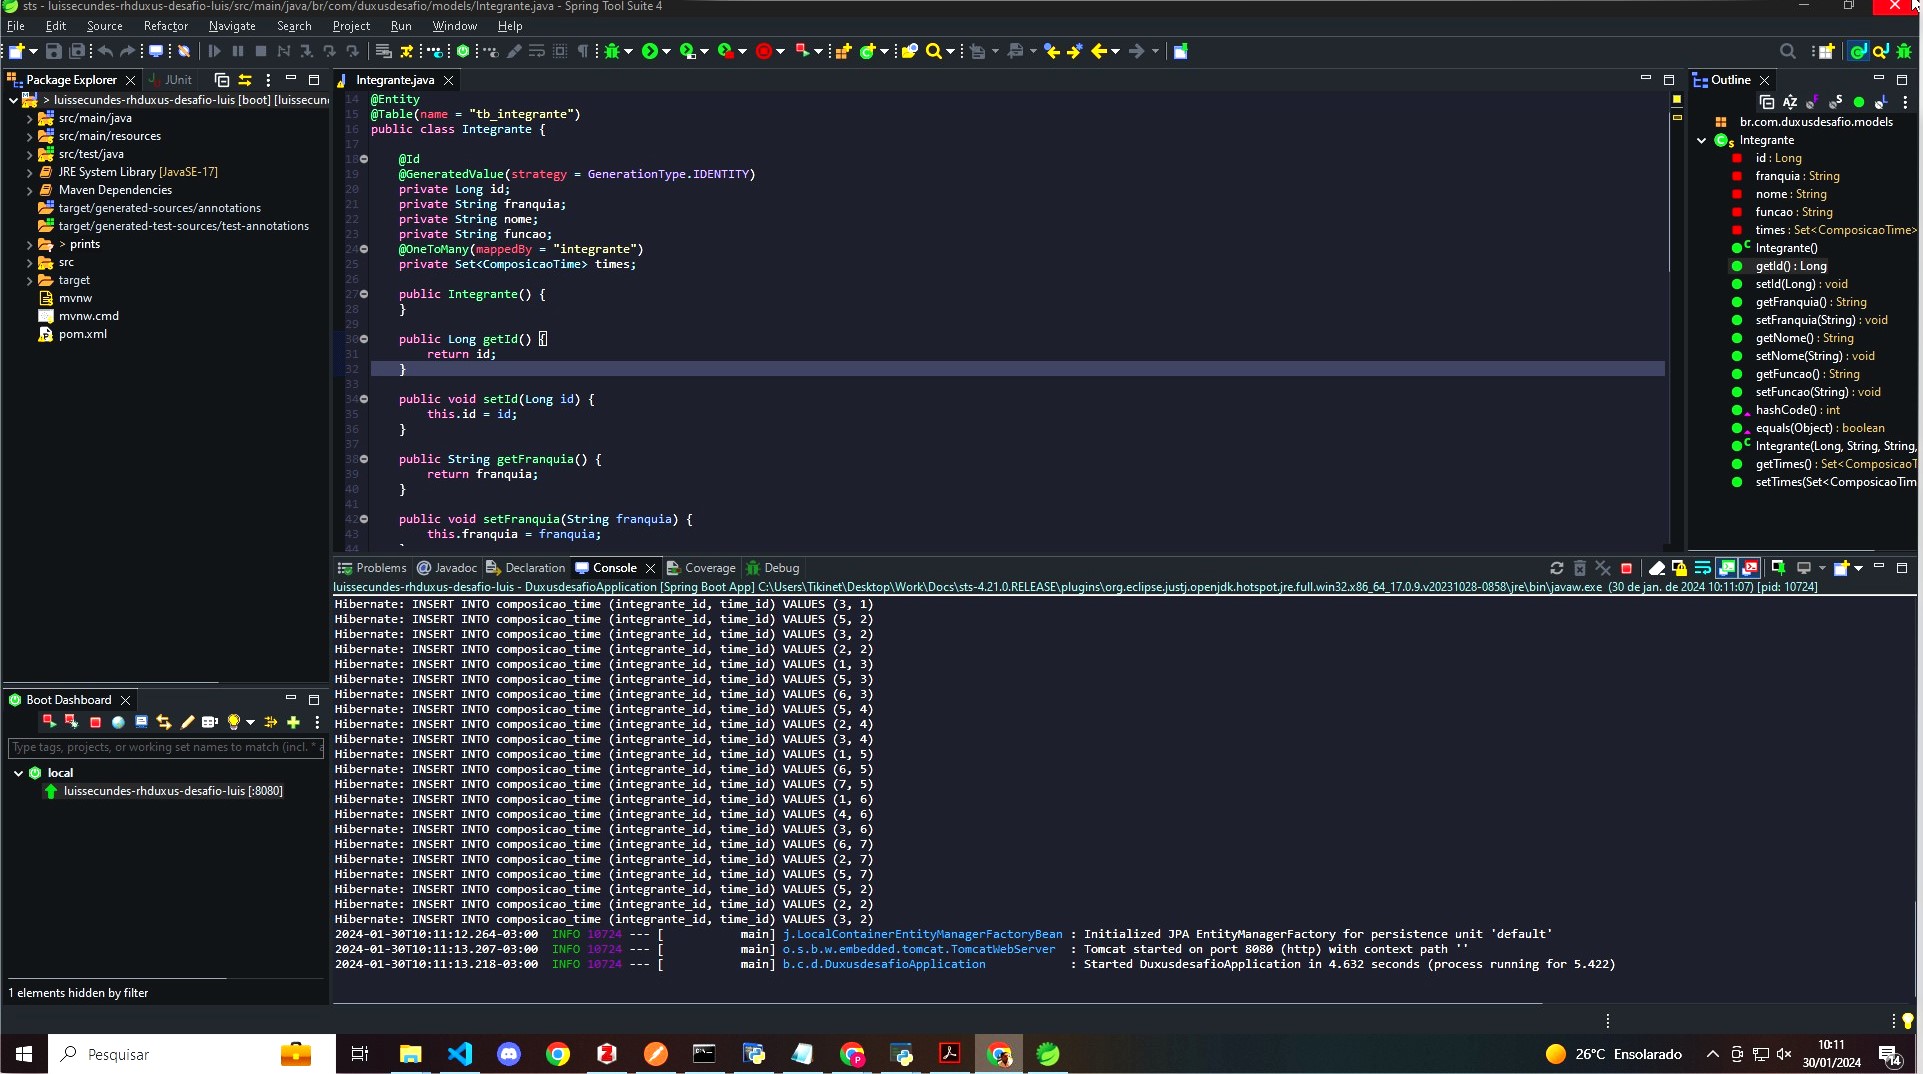 sts - luissecundes-rhduxus-desafio-luis/src/main/java/br/com/duxusdesafio/models/Integrante.java - Spring Tool Suite 4
File Edit Source Refactor Navigate Search Project Run Window Help
Package Explorer
JUnit
> luissecundes-rhduxus-desafio-luis [boot] [luissecun
src/main/java
src/main/resources
src/test/java
JRE System Library [JavaSE-17]
Maven Dependencies
target/generated-sources/annotations
target/generated-test-sources/test-annotations
> prints
src
target
mvnw
mvnw.cmd
pom.xml
Integrante.java
14 @Entity
15 @Table(name = "tb_integrante")
16 public class Integrante {
17
18 @Id
19 @GeneratedValue(strategy = GenerationType.IDENTITY)
20 private Long id;
21 private String franquia;
22 private String nome;
23 private String funcao;
24 @OneToMany(mappedBy = "integrante")
25 private Set<ComposicaoTime> times;
26
27 public Integrante() {
28 }
29
30 public Long getId() {
31 return id;
32 }
33
34 public void setId(Long id) {
35 this.id = id;
36 }
37
38 public String getFranquia() {
39 return franquia;
40 }
41
42 public void setFranquia(String franquia) {
43 this.franquia = franquia;
44 }
Outline
br.com.duxusdesafio.models
Integrante
id : Long
franquia : String
nome : String
funcao : String
times : Set<ComposicaoTime>
Integrante()
getId() : Long
setId(Long) : void
getFranquia() : String
setFranquia(String) : void
getNome() : String
setNome(String) : void
getFuncao() : String
setFuncao(String) : void
hashCode() : int
equals(Object) : boolean
Integrante(Long, String, String,
getTimes() : Set<ComposicaoT
setTimes(Set<ComposicaoTim
Problems Javadoc Declaration Console Coverage Debug
luissecundes-rhduxus-desafio-luis - DuxusdesafioApplication [Spring Boot App] C:\Users\Tikinet\Desktop\Work\Docs\sts-4.21.0.RELEASE\plugins\org.eclipse.justj.openjdk.hotspot.jre.full.win32.x86_64_17.0.9.v20231028-0858\jre\bin\javaw.exe (30 de jan. de 2024 10:11:07) [pid: 10724]
Hibernate: INSERT INTO composicao_time (integrante_id, time_id) VALUES (3, 1)
Hibernate: INSERT INTO composicao_time (integrante_id, time_id) VALUES (5, 2)
Hibernate: INSERT INTO composicao_time (integrante_id, time_id) VALUES (3, 2)
Hibernate: INSERT INTO composicao_time (integrante_id, time_id) VALUES (2, 2)
Hibernate: INSERT INTO composicao_time (integrante_id, time_id) VALUES (1, 3)
Hibernate: INSERT INTO composicao_time (integrante_id, time_id) VALUES (5, 3)
Hibernate: INSERT INTO composicao_time (integrante_id, time_id) VALUES (6, 3)
Hibernate: INSERT INTO composicao_time (integrante_id, time_id) VALUES (5, 4)
Hibernate: INSERT INTO composicao_time (integrante_id, time_id) VALUES (2, 4)
Hibernate: INSERT INTO composicao_time (integrante_id, time_id) VALUES (3, 4)
Hibernate: INSERT INTO composicao_time (integrante_id, time_id) VALUES (1, 5)
Hibernate: INSERT INTO composicao_time (integrante_id, time_id) VALUES (6, 5)
Hibernate: INSERT INTO composicao_time (integrante_id, time_id) VALUES (7, 5)
Hibernate: INSERT INTO composicao_time (integrante_id, time_id) VALUES (1, 6)
Hibernate: INSERT INTO composicao_time (integrante_id, time_id) VALUES (4, 6)
Hibernate: INSERT INTO composicao_time (integrante_id, time_id) VALUES (3, 6)
Hibernate: INSERT INTO composicao_time (integrante_id, time_id) VALUES (6, 7)
Hibernate: INSERT INTO composicao_time (integrante_id, time_id) VALUES (2, 7)
Hibernate: INSERT INTO composicao_time (integrante_id, time_id) VALUES (5, 7)
Hibernate: INSERT INTO composicao_time (integrante_id, time_id) VALUES (5, 2)
Hibernate: INSERT INTO composicao_time (integrante_id, time_id) VALUES (2, 2)
Hibernate: INSERT INTO composicao_time (integrante_id, time_id) VALUES (3, 2)
2024-01-30T10:11:12.264-03:00 INFO 10724 --- [ main] j.LocalContainerEntityManagerFactoryBean : Initialized JPA EntityManagerFactory for persistence unit 'default'
2024-01-30T10:11:13.207-03:00 INFO 10724 --- [ main] o.s.b.w.embedded.tomcat.TomcatWebServer : Tomcat started on port 8080 (http) with context path ''
2024-01-30T10:11:13.218-03:00 INFO 10724 --- [ main] b.c.d.DuxusdesafioApplication : Started DuxusdesafioApplication in 4.632 seconds (process running for 5.422)
Boot Dashboard
Type tags, projects, or working set names to match (incl. *
local
luissecundes-rhduxus-desafio-luis [:8080]
1 elements hidden by filter
Pesquisar
26°C Ensolarado
10:11
30/01/2024
14